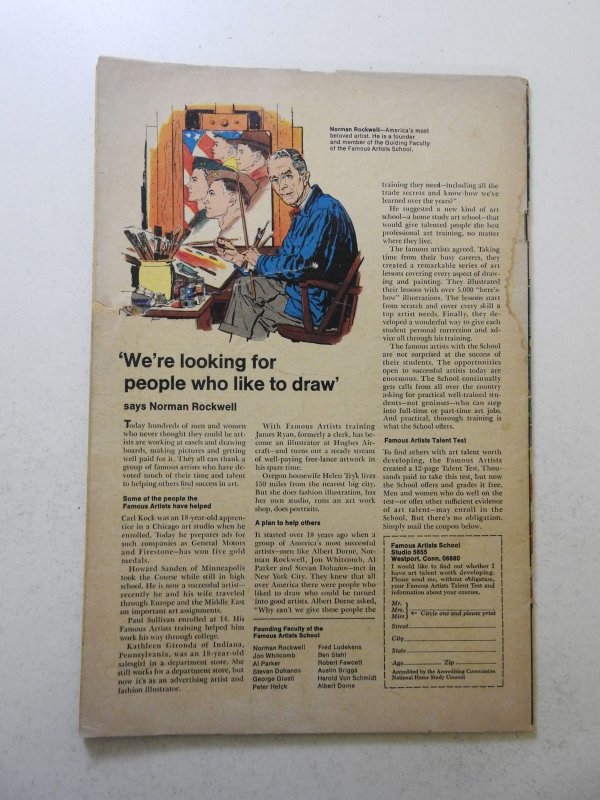 Norman Rockwell—America's most
beloved artist. He is a founder
and member of the Guiding Faculty
of the Famous Artists School.
'We're looking for
people who like to draw'
says Norman Rockwell
Today hundreds of men and women
who never thought they could be art-
ists are working at easels and drawing
boards, making pictures and getting
well paid for it. They all can thank a
group of famous artists who have de-
voted much of their time and talent
to helping others find success in art.
Some of the people the
Famous Artists have helped
Carl Kock was an 18-year-old appren-
tice in a Chicago art studio when he
enrolled. Today he prepares ads for
such companies as General Motors
and Firestone—has won five gold
medals.
Howard Sanden of Minneapolis
took the Course while still in high
school. He is now a successful artist—
recently he and his wife traveled
through Europe and the Middle East
on important art assignments.
Paul Sullivan enrolled at 14. His
Famous Artists training helped him
work his way through college.
Kathleen Gironda of Indiana,
Pennsylvania, was an 18-year-old
salesgirl in a department store. She
still works for a department store, but
now it's as an advertising artist and
fashion illustrator.
With Famous Artists training
James Ryan, formerly a clerk, has be-
come an illustrator at Hughes Air-
craft—and turns out a steady stream
of well-paying free-lance artwork in
his spare time.
Oregon housewife Helen Tryk lives
150 miles from the nearest big city.
But she does fashion illustration, has
her own studio, runs an art work
shop, does portraits.
A plan to help others
It started over 18 years ago when a
group of America's most successful
artists—men like Albert Dorne, Nor-
man Rockwell, Jon Whitcomb, Al
Parker and Stevan Dohanos—met in
New York City. They knew that all
over America there were people who
liked to draw who could be turned
into good artists. Albert Dorne asked,
"Why can't we give these people the
Founding Faculty of the
Famous Artists School
Norman Rockwell
Jon Whitcomb
Al Parker
Stevan Dohanos
George Giusti
Peter Helck
Fred Ludekens
Ben Stahl
Robert Fawcett
Austin Briggs
Harold Von Schmidt
Albert Dorne
training they need—including all the
trade secrets and know-how we've
learned over the years?"
He suggested a new kind of art
school—a home study art school—that
would give talented people the best
professional art training, no matter
where they live.
The famous artists agreed. Taking
time from their busy careers, they
created a remarkable series of art
lessons covering every aspect of draw-
ing and painting. They illustrated
their lessons with over 5,000 "here's-
how" illustrations. The lessons start
from scratch and cover every skill a
top artist needs. Finally, they de-
veloped a wonderful way to give each
student personal correction and ad-
vice all through his training.
The famous artists with the School
are not surprised at the success of
their students. The opportunities
open to successful artists today are
enormous. The School continually
gets calls from all over the country
asking for practical well-trained stu-
dents—not geniuses—who can step
into full-time or part-time art jobs.
And practical, thorough training is
what the School offers.
Famous Artists Talent Test
To find others with art talent worth
developing, the Famous Artists
created a 12-page Talent Test. Thou-
sands paid to take this test, but now
the School offers and grades it free.
Men and women who do well on the
test—or offer other sufficient evidence
of art talent—may enroll in the
School. But there's no obligation.
Simply mail the coupon below.
Famous Artists School
Studio 5655
Westport, Conn. 06880
I would like to find out whether I
have art talent worth developing.
Please send me, without obligation,
your Famous Artists Talent Test and
information about your courses.
Mr.
Mrs. Circle one and please print
Miss
Street
City
State
Age Zip
Accredited by the Accrediting Commission
National Home Study Council